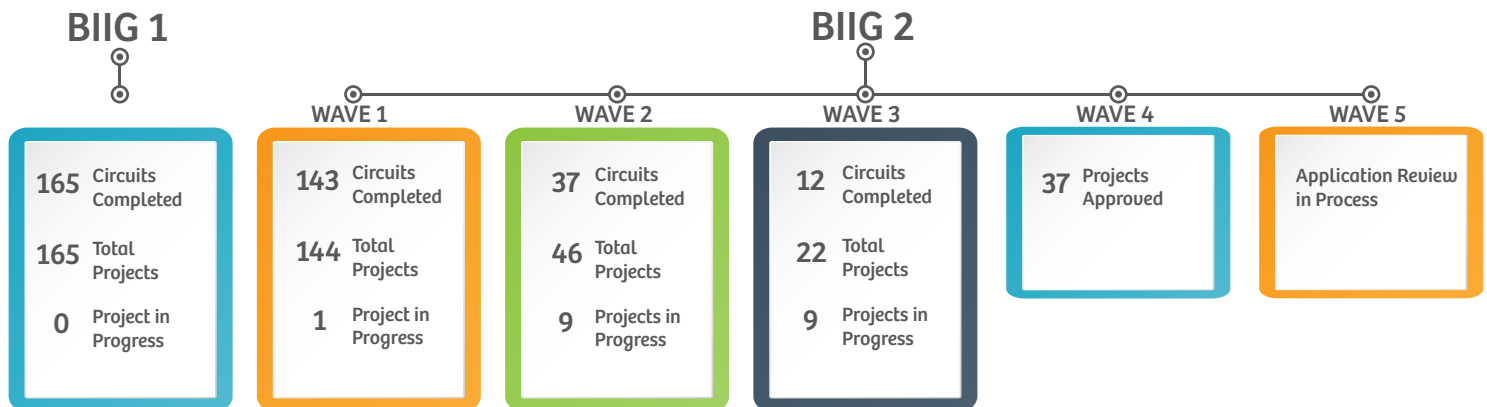 BIIG 1
BIIG 2
WAVE 1
WAVE 2
WAVE 3
WAVE 4
WAVE 5
165 Circuits
Completed
165 Total
Projects
0 Project in
Progress
143 Circuits
Completed
144 Total
Projects
1 Project in
Progress
37 Circuits
Completed
46 Total
Projects
9 Projects in
Progress
12 Circuits
Completed
22 Total
Projects
9 Projects in
Progress
37 Projects
Approved
Application Review
in Process